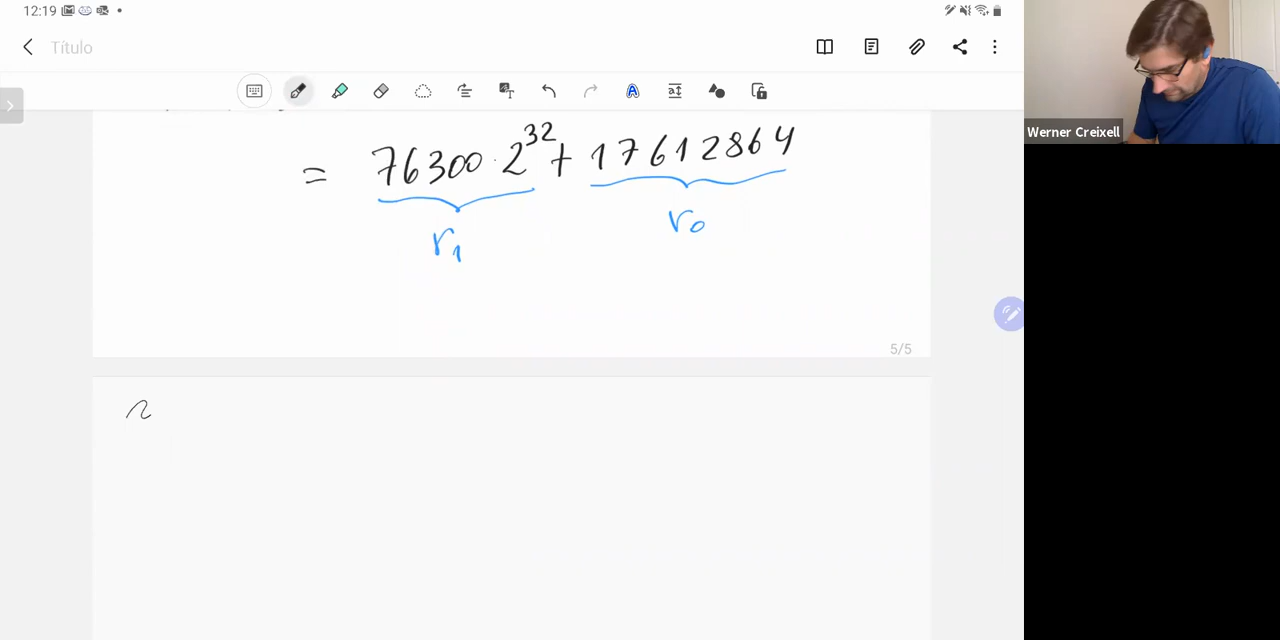 12:19
Título
= 76300 · 2^32 + 17612864
r1 r0
5/5
Werner Creixell